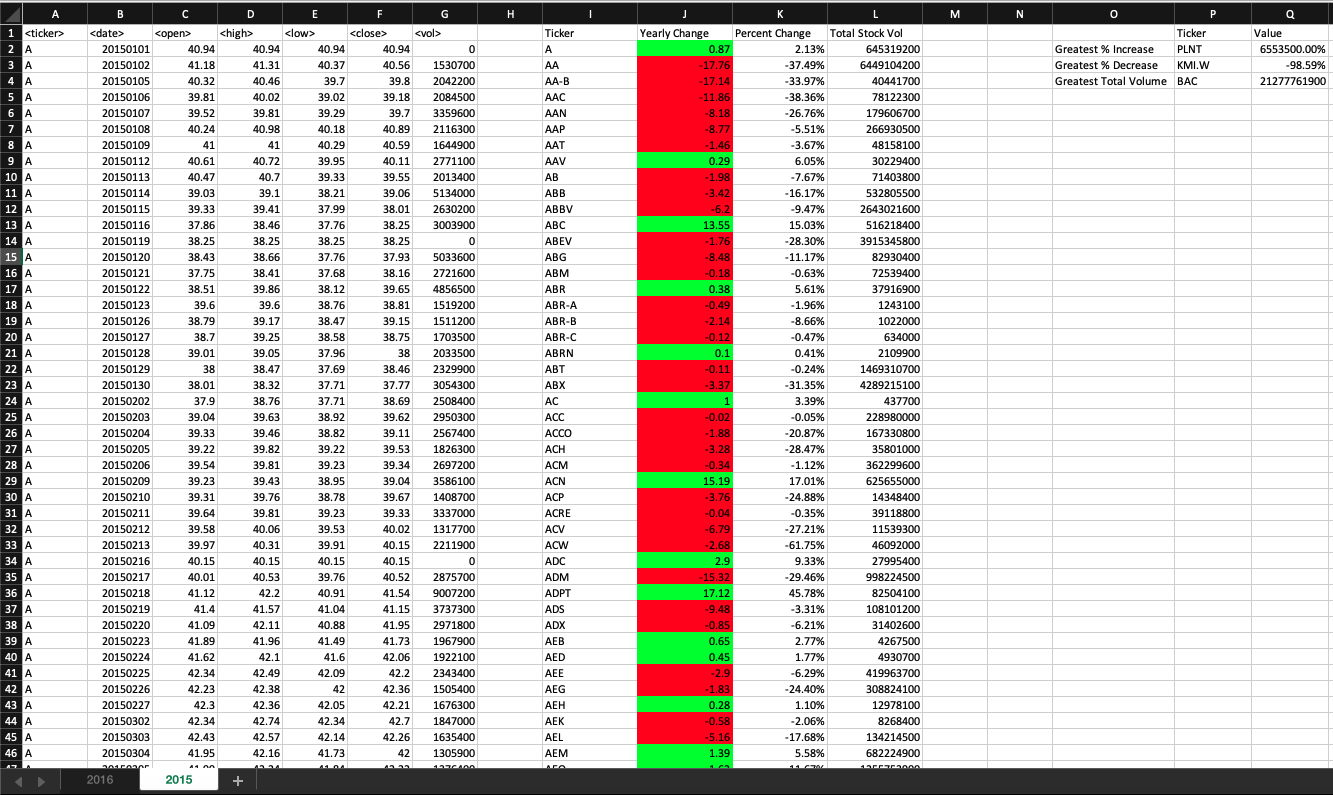 A B C D E F G H I J K L M N O P Q
1 <ticker> <date> <open> <high> <low> <close> <vol> Ticker Yearly Change Percent Change Total Stock Vol Ticker Value
2 A 20150101 40.94 40.94 40.94 40.94 0 A 0.87 2.13% 645319200 Greatest % Increase PLNT 6553500.00%
3 A 20150102 41.18 41.31 40.37 40.56 1530700 AA -17.76 -37.49% 6449104200 Greatest % Decrease KMI.W -98.59%
4 A 20150105 40.32 40.46 39.7 39.8 2042200 AA-B -17.14 -33.97% 40441700 Greatest Total Volume BAC 21277761900
5 A 20150106 39.81 40.02 39.02 39.18 2084500 AAC -11.86 -38.36% 78122300
6 A 20150107 39.52 39.81 39.29 39.7 3359600 AAN -8.18 -26.76% 179606700
7 A 20150108 40.24 40.98 40.18 40.89 2116300 AAP -8.77 -5.51% 266930500
8 A 20150109 41 41 40.29 40.59 1644900 AAT -1.46 -3.67% 48158100
9 A 20150112 40.61 40.72 39.95 40.11 2771100 AAV 0.29 6.05% 30229400
10 A 20150113 40.47 40.7 39.33 39.55 2013400 AB -1.98 -7.67% 71403800
11 A 20150114 39.03 39.1 38.21 39.06 5134000 ABB -3.42 -16.17% 532805500
12 A 20150115 39.33 39.41 37.99 38.01 2630200 ABBV -6.2 -9.47% 2643021600
13 A 20150116 37.86 38.46 37.76 38.25 3003900 ABC 13.55 15.03% 516218400
14 A 20150119 38.25 38.25 38.25 38.25 0 ABEV -1.76 -28.30% 3915345800
15 A 20150120 38.43 38.66 37.76 37.93 5033600 ABG -8.48 -11.17% 82930400
16 A 20150121 37.75 38.41 37.68 38.16 2721600 ABM -0.18 -0.63% 72539400
17 A 20150122 38.51 39.86 38.12 39.65 4856500 ABR 0.38 5.61% 37916900
18 A 20150123 39.6 39.6 38.76 38.81 1519200 ABR-A -0.49 -1.96% 1243100
19 A 20150126 38.79 39.17 38.47 39.15 1511200 ABR-B -2.14 -8.66% 1022000
20 A 20150127 38.7 39.25 38.58 38.75 1703500 ABR-C -0.12 -0.47% 634000
21 A 20150128 39.01 39.05 37.96 38 2033500 ABRN 0.1 0.41% 2109900
22 A 20150129 38 38.47 37.69 38.46 2329900 ABT -0.11 -0.24% 1469310700
23 A 20150130 38.01 38.32 37.71 37.77 3054300 ABX -3.37 -31.35% 4289215100
24 A 20150202 37.9 38.76 37.71 38.69 2508400 AC 1 3.39% 437700
25 A 20150203 39.04 39.63 38.92 39.62 2950300 ACC -0.02 -0.05% 228980000
26 A 20150204 39.33 39.46 38.82 39.11 2567400 ACCO -1.88 -20.87% 167330800
27 A 20150205 39.22 39.82 39.22 39.53 1826300 ACH -3.28 -28.47% 35801000
28 A 20150206 39.54 39.81 39.23 39.34 2697200 ACM -0.34 -1.12% 362299600
29 A 20150209 39.23 39.43 38.95 39.04 3586100 ACN 15.19 17.01% 625655000
30 A 20150210 39.31 39.76 38.78 39.67 1408700 ACP -3.76 -24.88% 14348400
31 A 20150211 39.64 39.81 39.23 39.33 3337000 ACRE -0.04 -0.35% 39118800
32 A 20150212 39.58 40.06 39.53 40.02 1317700 ACV -6.79 -27.21% 11539300
33 A 20150213 39.97 40.31 39.91 40.15 2211900 ACW -2.68 -61.75% 46092000
34 A 20150216 40.15 40.15 40.15 40.15 0 ADC 2.9 9.33% 27995400
35 A 20150217 40.01 40.53 39.76 40.52 2875700 ADM -15.32 -29.46% 998224500
36 A 20150218 41.12 42.2 40.91 41.54 9007200 ADPT 17.12 45.78% 82504100
37 A 20150219 41.4 41.57 41.04 41.15 3737300 ADS -9.48 -3.31% 108101200
38 A 20150220 41.09 42.11 40.88 41.95 2971800 ADX -0.85 -6.21% 31402600
39 A 20150223 41.89 41.96 41.49 41.73 1967900 AEB 0.65 2.77% 4267500
40 A 20150224 41.62 42.1 41.6 42.06 1922100 AED 0.45 1.77% 4930700
41 A 20150225 42.34 42.49 42.09 42.2 2343400 AEE -2.9 -6.29% 419963700
42 A 20150226 42.23 42.38 42 42.36 1505400 AEG -1.83 -24.40% 308824100
43 A 20150227 42.3 42.36 42.05 42.21 1676300 AEH 0.28 1.10% 12978100
44 A 20150302 42.34 42.74 42.34 42.7 1847000 AEK -0.58 -2.06% 8268400
45 A 20150303 42.43 42.57 42.14 42.26 1635400 AEL -5.16 -17.68% 134214500
46 A 20150304 41.95 42.16 41.73 42 1305900 AEM 1.39 5.58% 682224900
2016 2015 +